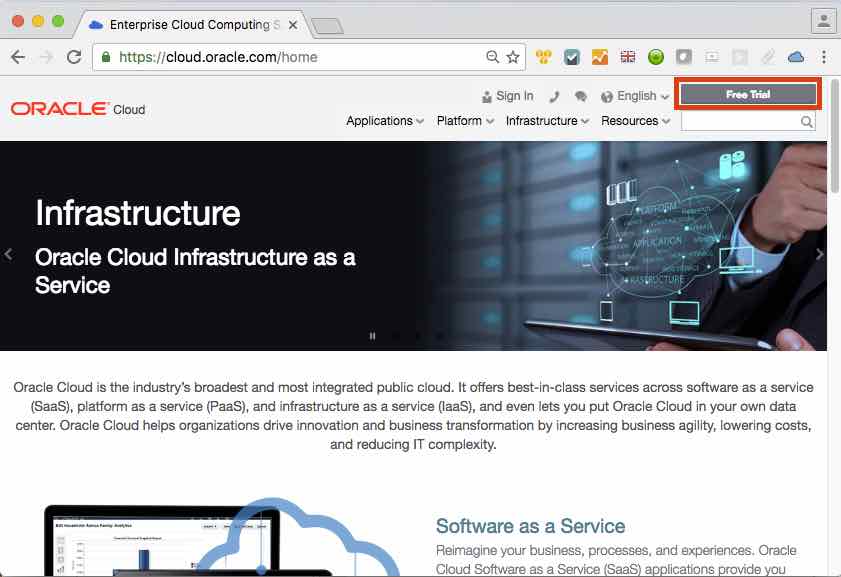 Enterprise Cloud Computing S
https://cloud.oracle.com/home
Sign In
English
Free Trial
ORACLE Cloud
Applications
Platform
Infrastructure
Resources
Infrastructure
Oracle Cloud Infrastructure as a
Service
PLATFORM
APPLICATION
INFRASTRUCTURE
Oracle Cloud is the industry's broadest and most integrated public cloud. It offers best-in-class services across software as a service
(SaaS), platform as a service (PaaS), and infrastructure as a service (IaaS), and even lets you put Oracle Cloud in your own data
center. Oracle Cloud helps organizations drive innovation and business transformation by increasing business agility, lowering costs,
and reducing IT complexity.
Software as a Service
Reimagine your business, processes, and experiences. Oracle
Cloud Software as a Service (SaaS) applications provide you